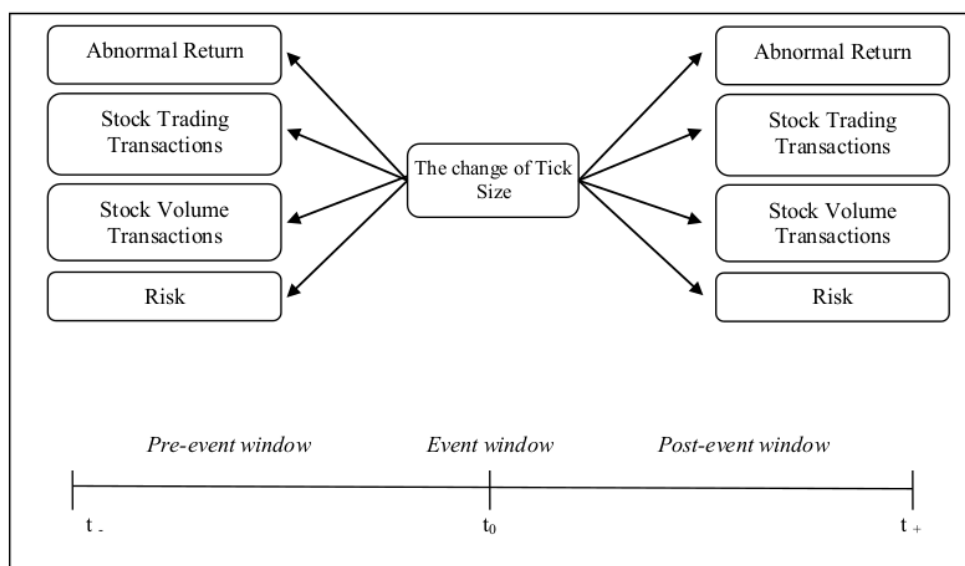 Abnormal Return
Stock Trading
Transactions
Stock Volume
Transactions
Risk
The change of Tick
Size
Abnormal Return
Stock Trading
Transactions
Stock Volume
Transactions
Risk
Pre-event window
Event window
Post-event window
t -
t0
t +